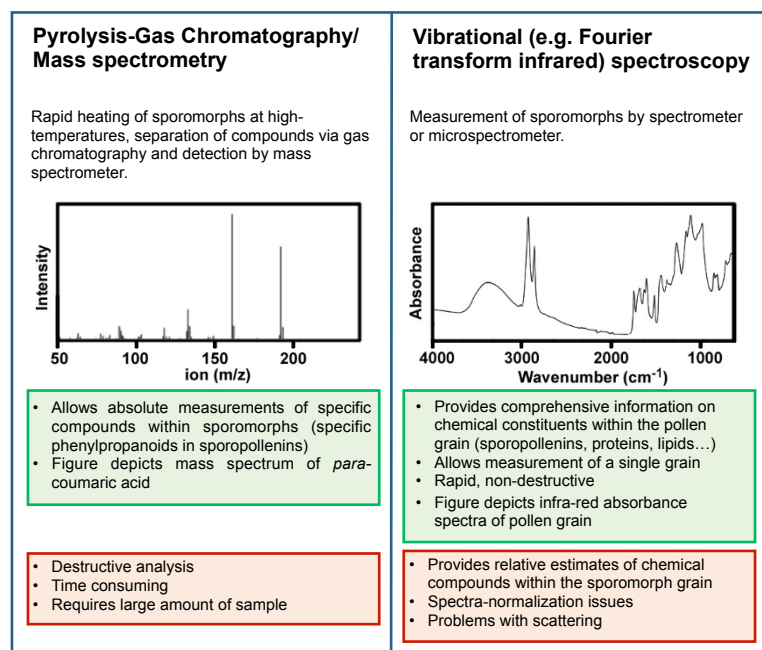 Pyrolysis-Gas Chromatography/
Mass spectrometry
Rapid heating of sporomorphs at high-
temperatures, separation of compounds via gas
chromatography and detection by mass
spectrometer.
Intensity
50 100 150 200
ion (m/z)
• Allows absolute measurements of specific
compounds within sporomorphs (specific
phenylpropanoids in sporopollenins)
• Figure depicts mass spectrum of para-
coumaric acid
• Destructive analysis
• Time consuming
• Requires large amount of sample
Vibrational (e.g. Fourier
transform infrared) spectroscopy
Measurement of sporomorphs by spectrometer
or microspectrometer.
Absorbance
4000 3000 2000 1000
Wavenumber (cm⁻¹)
• Provides comprehensive information on
chemical constituents within the pollen
grain (sporopollenins, proteins, lipids…)
• Allows measurement of a single grain
• Rapid, non-destructive
• Figure depicts infra-red absorbance
spectra of pollen grain
• Provides relative estimates of chemical
compounds within the sporomorph grain
• Spectra-normalization issues
• Problems with scattering